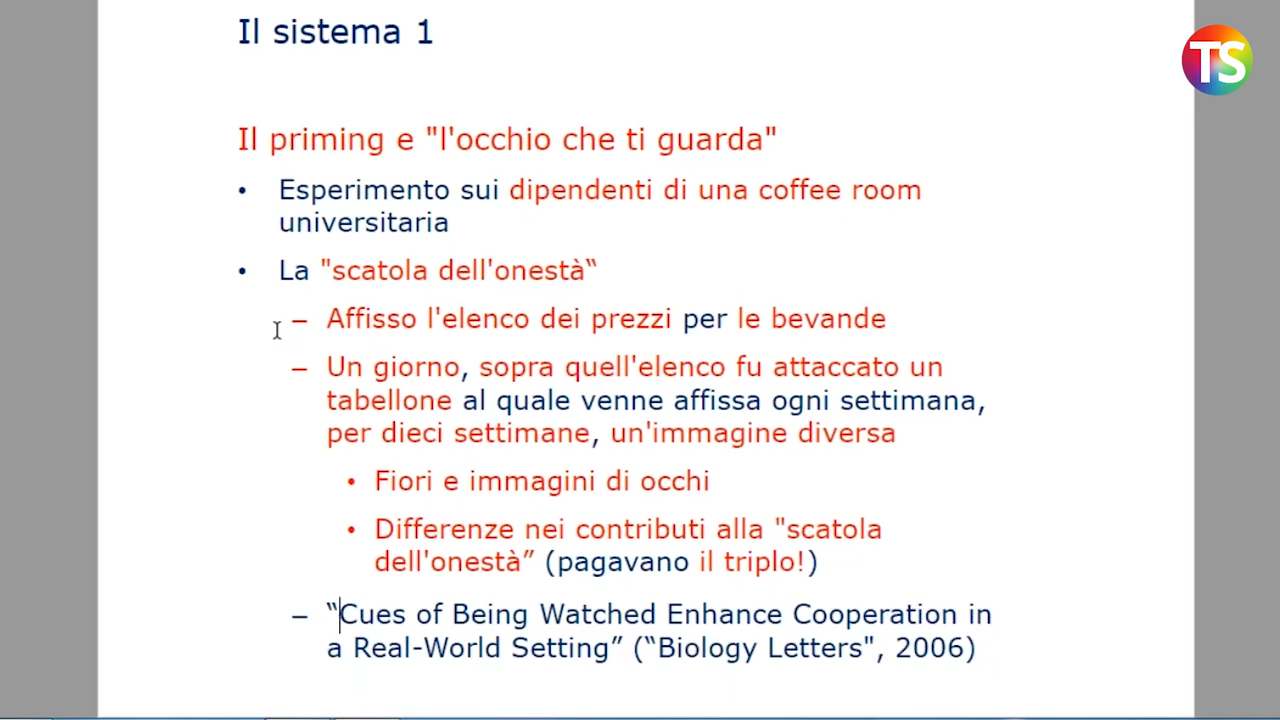 Il sistema 1
TS
Il priming e "l'occhio che ti guarda"
• Esperimento sui dipendenti di una coffee room
universitaria
• La "scatola dell'onestà“
– Affisso l'elenco dei prezzi per le bevande
– Un giorno, sopra quell'elenco fu attaccato un
tabellone al quale venne affissa ogni settimana,
per dieci settimane, un'immagine diversa
• Fiori e immagini di occhi
• Differenze nei contributi alla "scatola
dell'onestà” (pagavano il triplo!)
– “Cues of Being Watched Enhance Cooperation in
a Real-World Setting” (“Biology Letters", 2006)